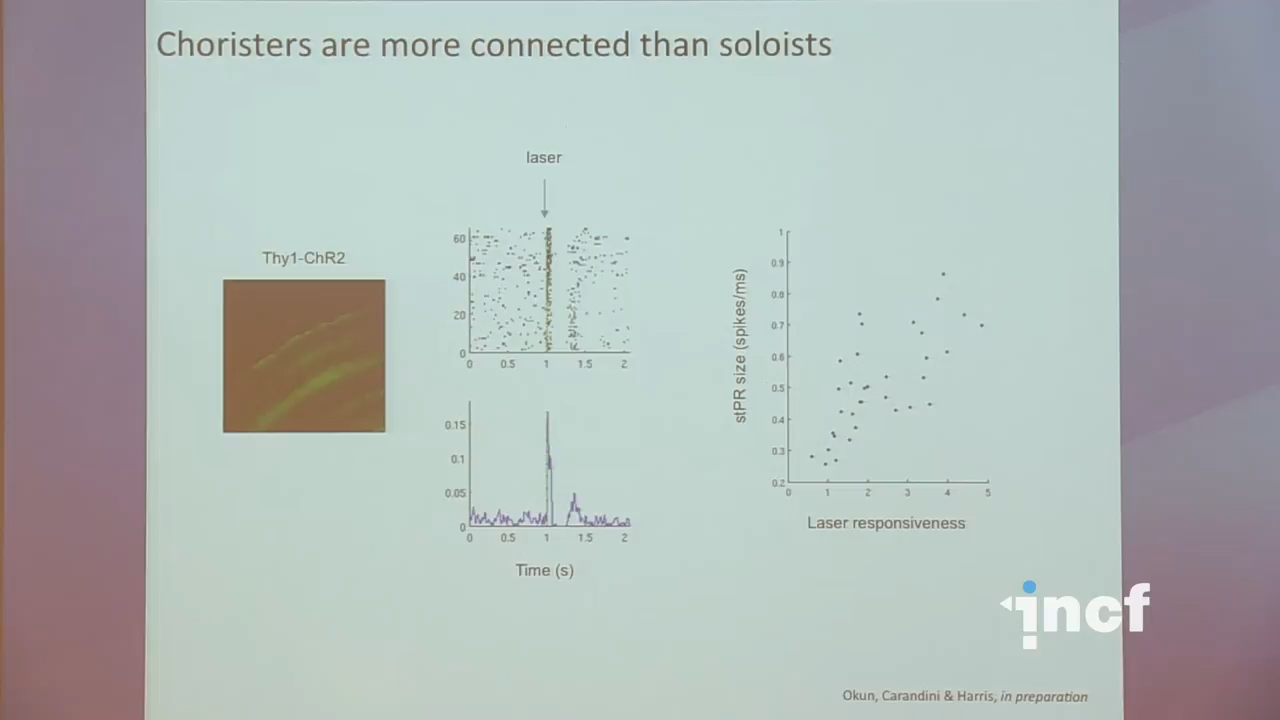 Choristers are more connected than soloists
laser
Thy1-ChR2
60
40
20
0
0 0.5 1 1.5 2
0.15
0.1
0.05
0
0 0.5 1 1.5 2
Time (s)
stPR size (spikes/ms)
1
0.9
0.8
0.7
0.6
0.5
0.4
0.3
0.2
0 1 2 3 4 5
Laser responsiveness
incf
Okun, Carandini & Harris, in preparation